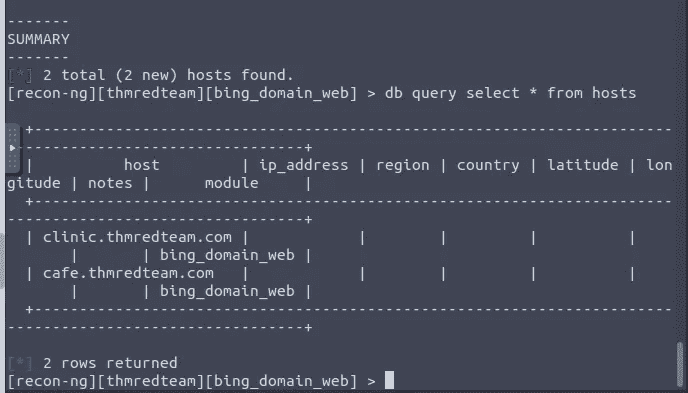 -------
SUMMARY
-------
[*] 2 total (2 new) hosts found.
[recon-ng][thmredteam][bing_domain_web] > db query select * from hosts
+-----------------------------------------------------------------------
---------------------------------+
| host | ip_address | region | country | latitude | lon
gitude | notes | module |
+-----------------------------------------------------------------------
---------------------------------+
| clinic.thmredteam.com | | | | |
| | bing_domain_web |
| cafe.thmredteam.com | | | | |
| | bing_domain_web |
+-----------------------------------------------------------------------
---------------------------------+
[*] 2 rows returned
[recon-ng][thmredteam][bing_domain_web] >